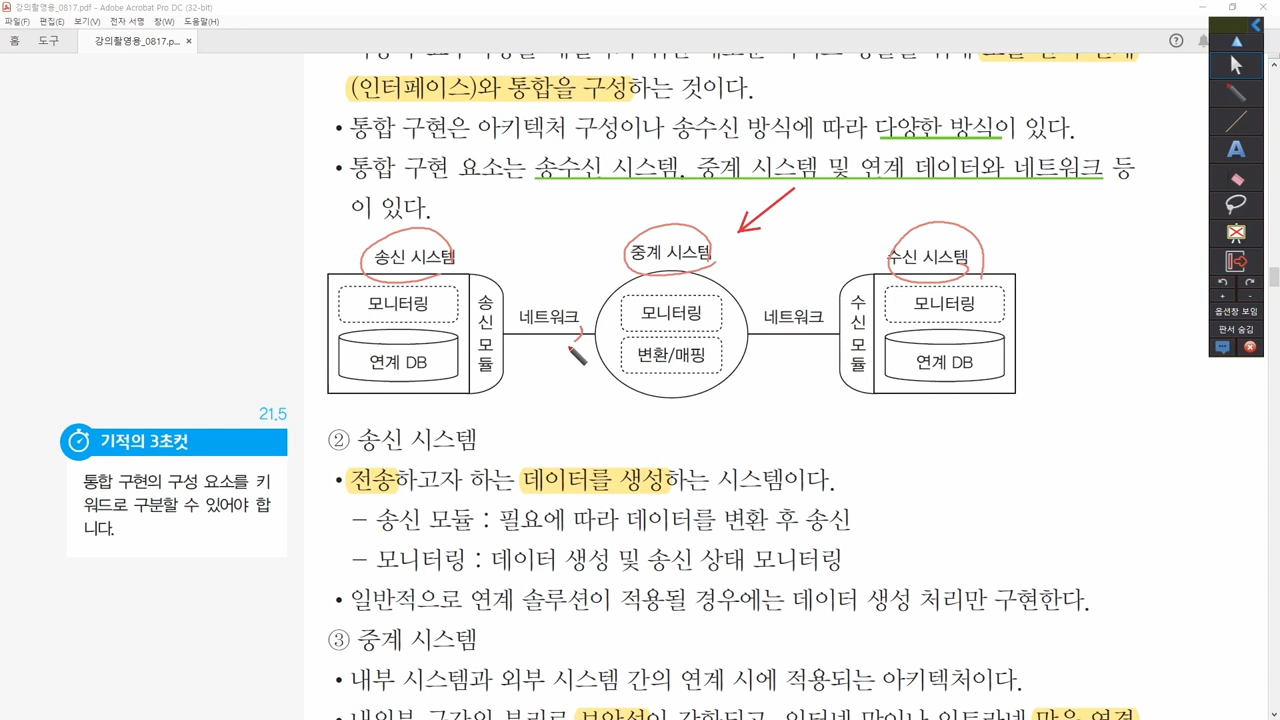 강의촬영용_0817.pdf - Adobe Acrobat Pro DC (32-bit)
파일(F) 편집(E) 보기(V) 전자 서명 창(W) 도움말(H)
홈 도구 강의촬영용_0817.p... ×
(인터페이스)와 통합을 구성하는 것이다.
• 통합 구현은 아키텍처 구성이나 송수신 방식에 따라 다양한 방식이 있다.
• 통합 구현 요소는 송수신 시스템, 중계 시스템 및 연계 데이터와 네트워크 등
이 있다.
송신 시스템 중계 시스템 수신 시스템
모니터링 송신모듈 네트워크 모니터링 네트워크 수신모듈 모니터링
연계 DB 변환/매핑 연계 DB
21.5
기적의 3초컷
통합 구현의 구성 요소를 키
워드로 구분할 수 있어야 합
니다.
② 송신 시스템
• 전송하고자 하는 데이터를 생성하는 시스템이다.
– 송신 모듈 : 필요에 따라 데이터를 변환 후 송신
– 모니터링 : 데이터 생성 및 송신 상태 모니터링
• 일반적으로 연계 솔루션이 적용될 경우에는 데이터 생성 처리만 구현한다.
③ 중계 시스템
• 내부 시스템과 외부 시스템 간의 연계 시에 적용되는 아키텍처이다.
A
옵션창 보임
판서 숨김